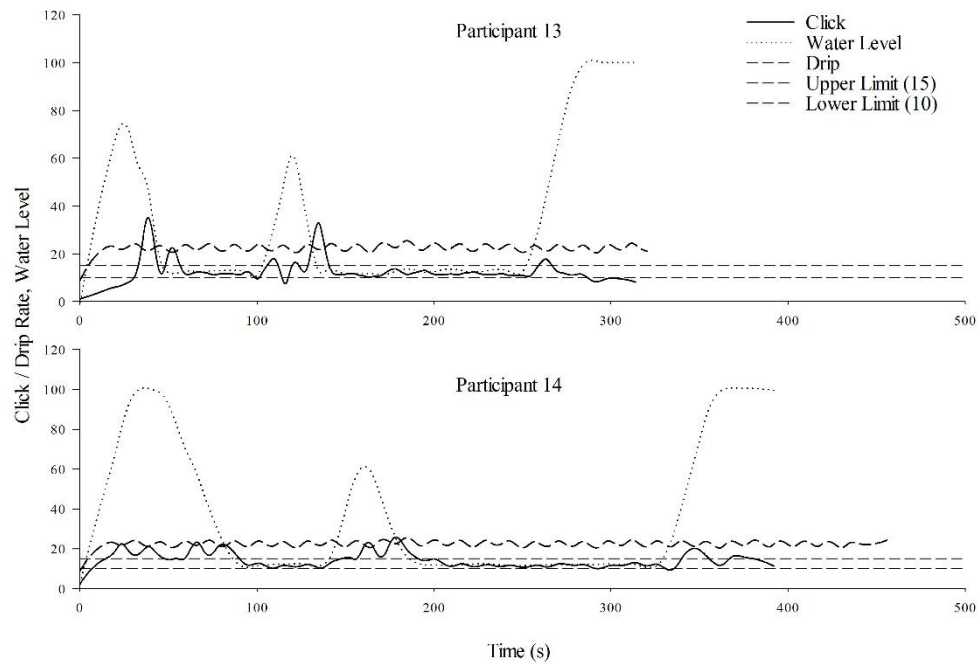 120
Participant 13
Click
Water Level
Drip
Upper Limit (15)
Lower Limit (10)
100
80
60
40
20
0
0 100 200 300 400 500
Click / Drip Rate, Water Level
120
Participant 14
100
80
60
40
20
0
0 100 200 300 400 500
Time (s)